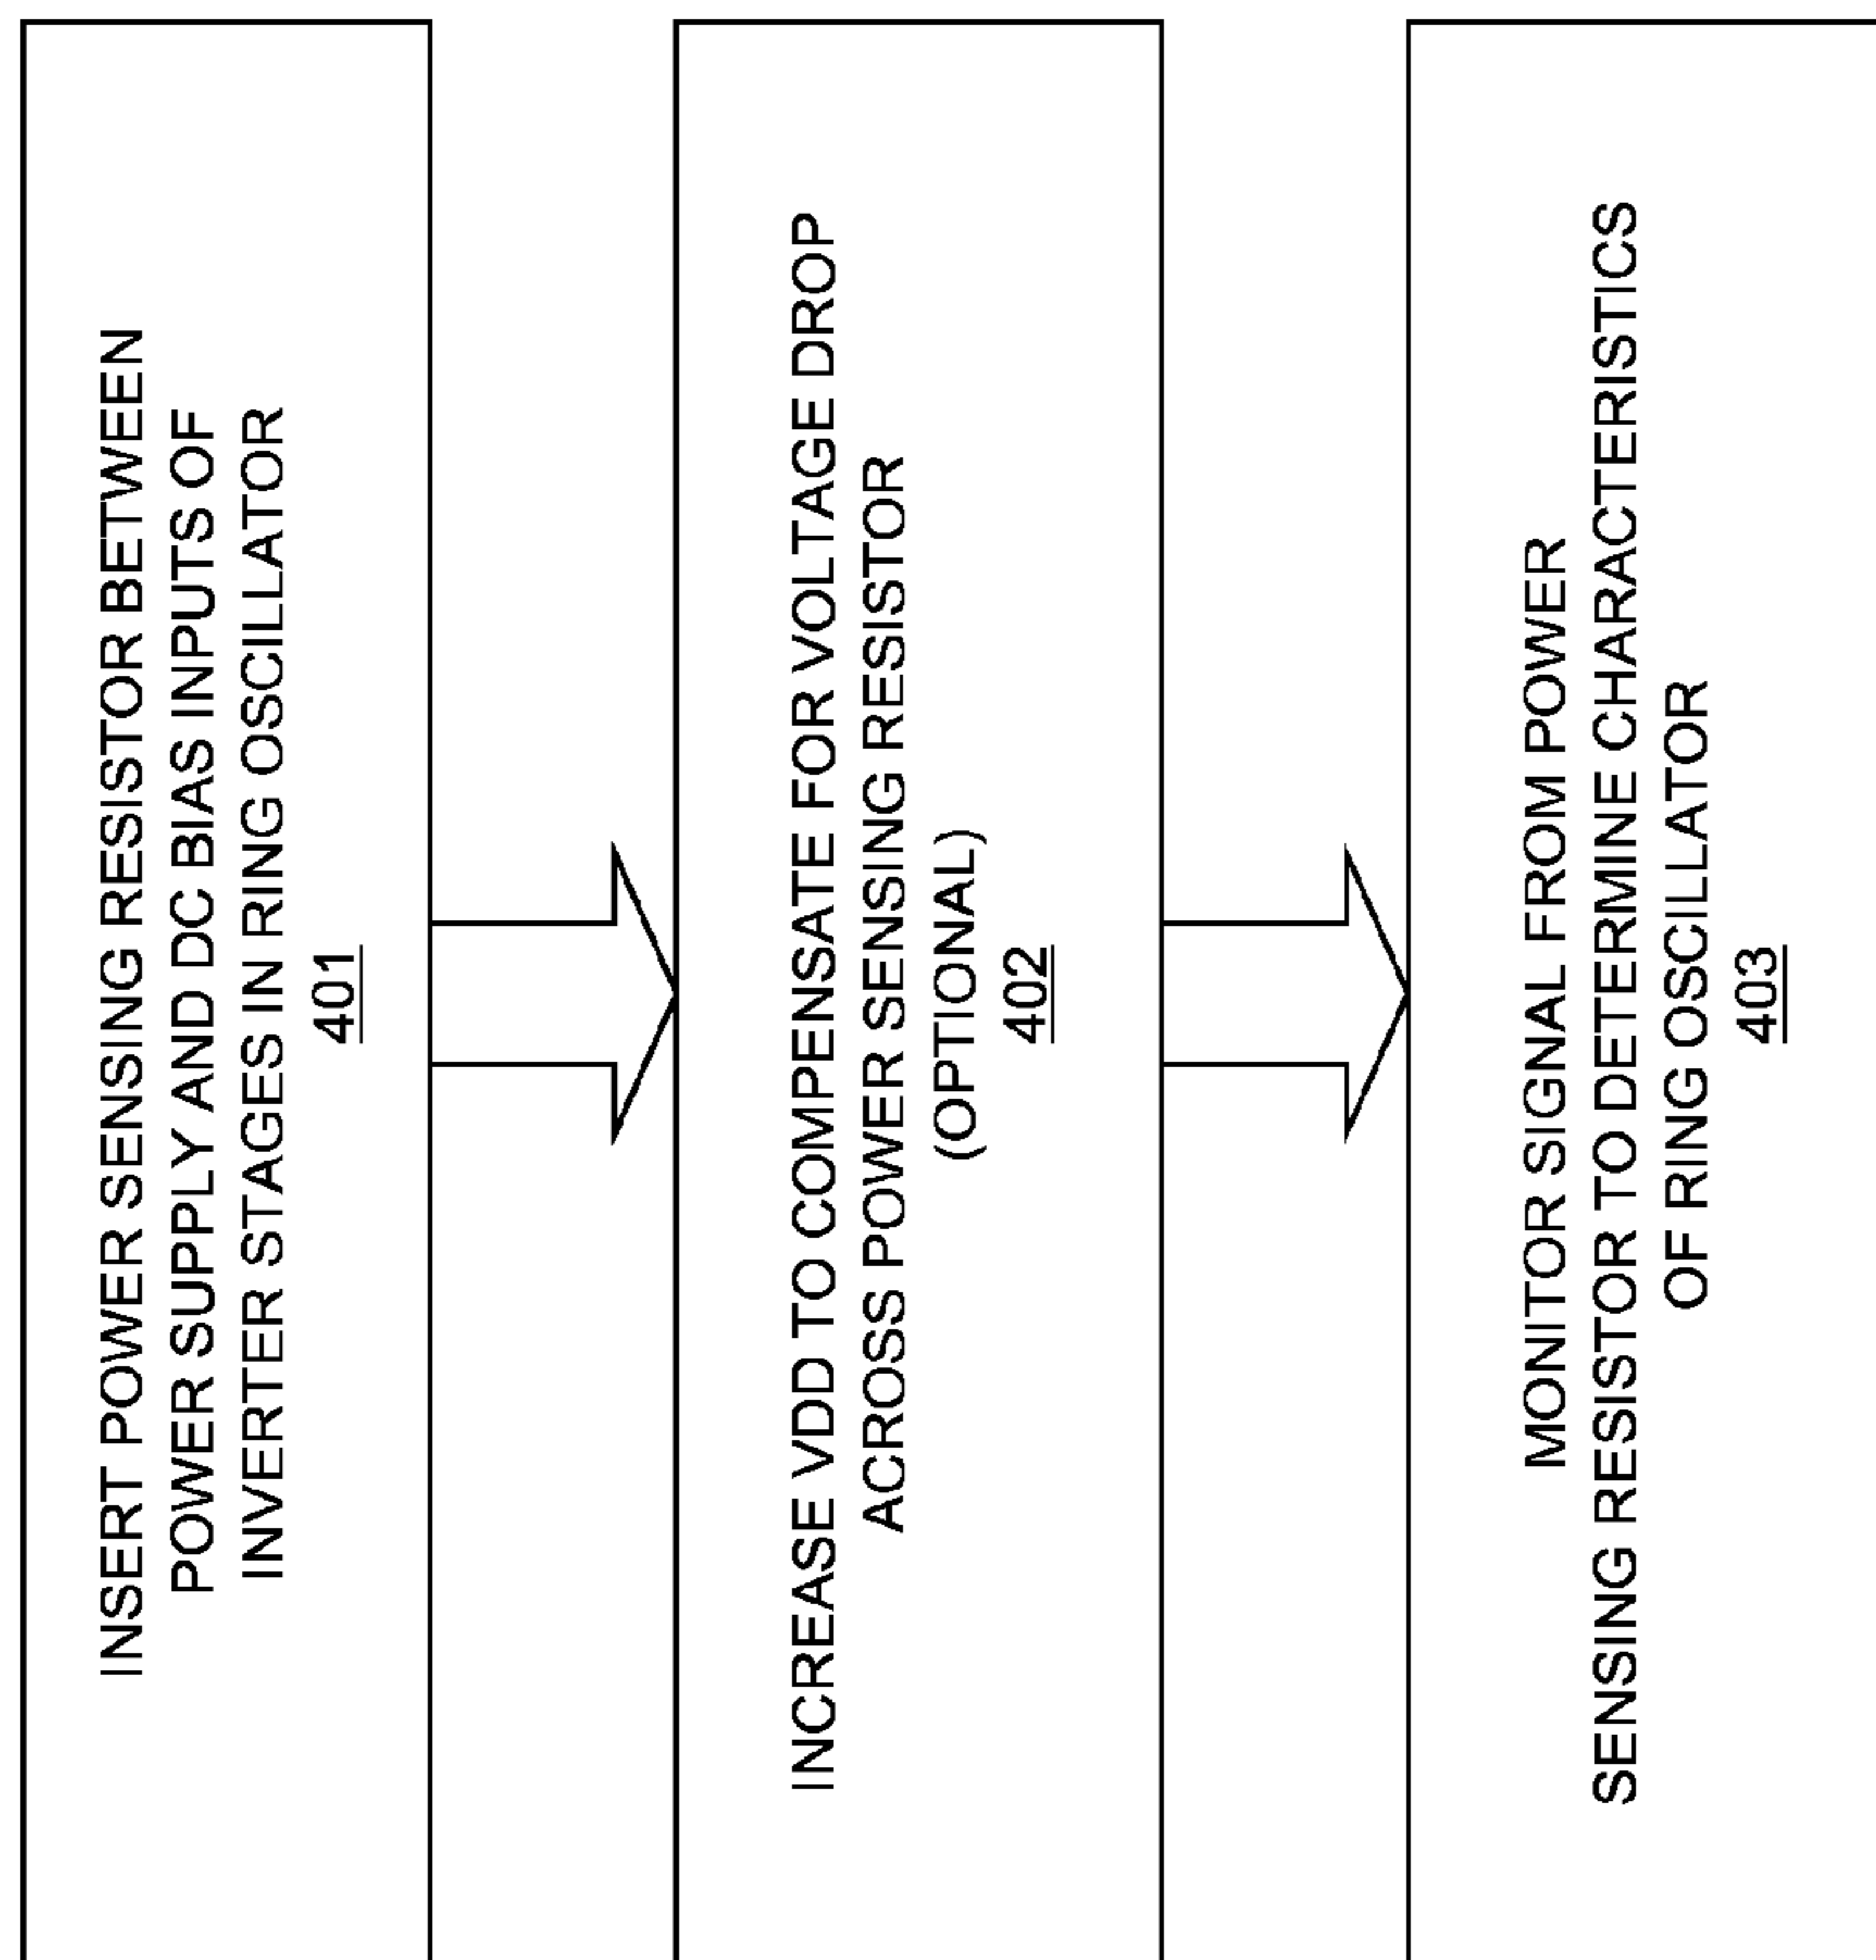 INSERT POWER SENSING RESISTOR BETWEEN
POWER SUPPLY AND DC BIAS INPUTS OF
INVERTER STAGES IN RING OSCILLATOR
401
INCREASE VDD TO COMPENSATE FOR VOLTAGE DROP
ACROSS POWER SENSING RESISTOR
(OPTIONAL)
402
MONITOR SIGNAL FROM POWER
SENSING RESISTOR TO DETERMINE CHARACTERISTICS
OF RING OSCILLATOR
403